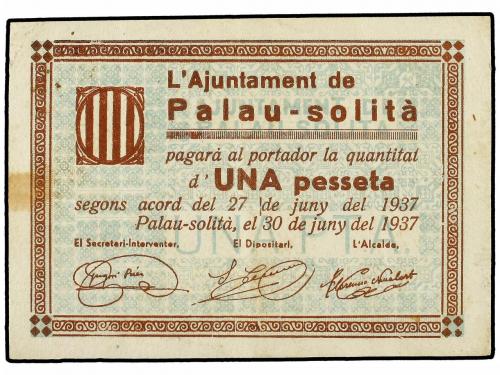 L'Ajuntament de
Palau-solità
pagarà al portador la quantitat
d'UNA pesseta
segons acord del 27 de juny del 1937
Palau-solità, el 30 de juny del 1937
El Secretari-Interventor, El Dipositari, L'Alcalde,